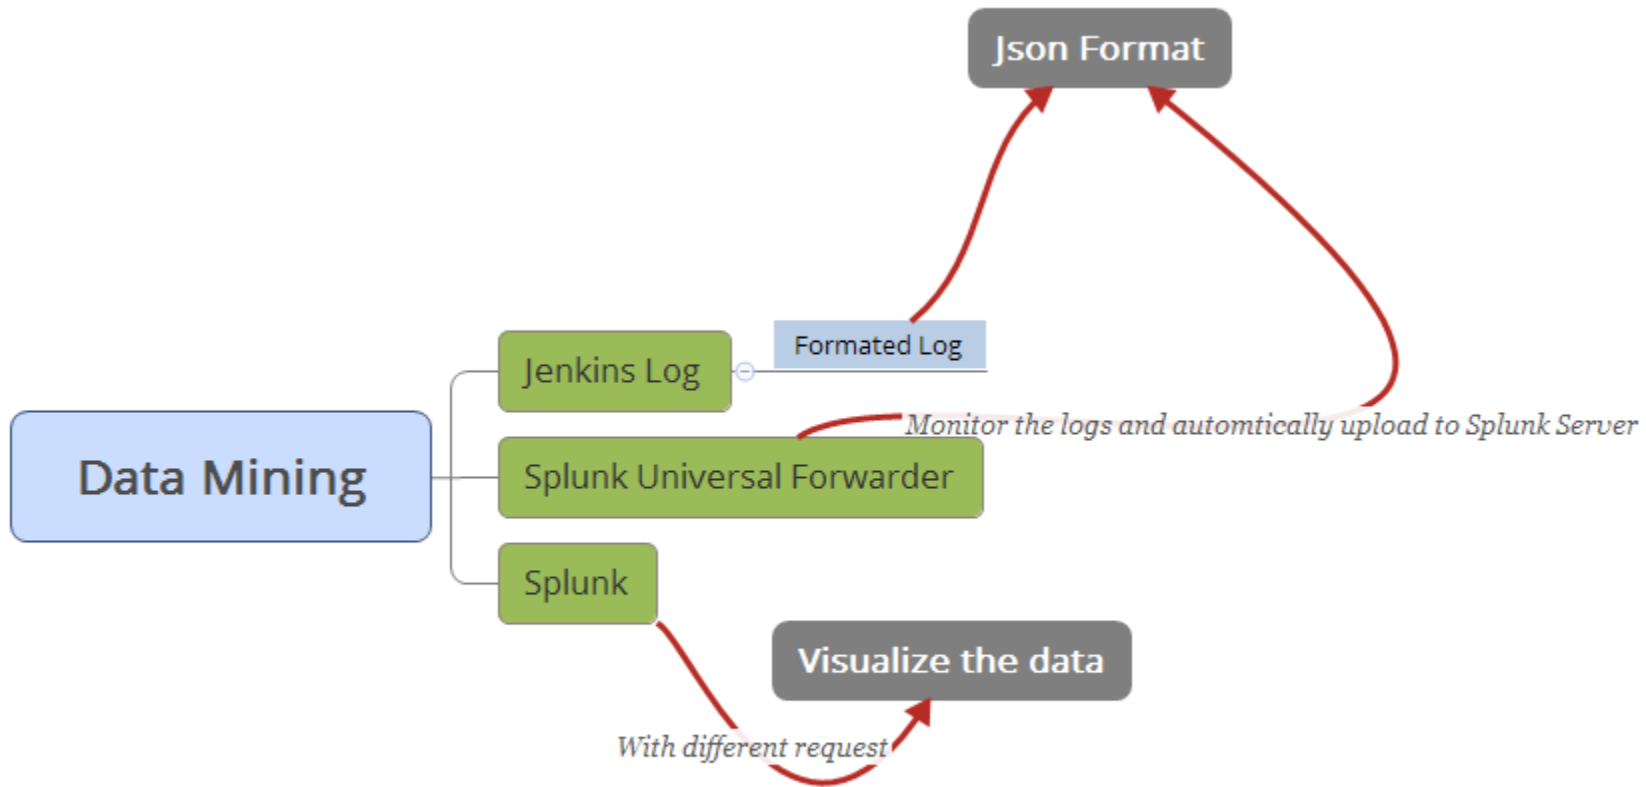 Json Format
Formated Log
Jenkins Log
Monitor the logs and automtically upload to Splunk Server
Data Mining
Splunk Universal Forwarder
Splunk
Visualize the data
With different request